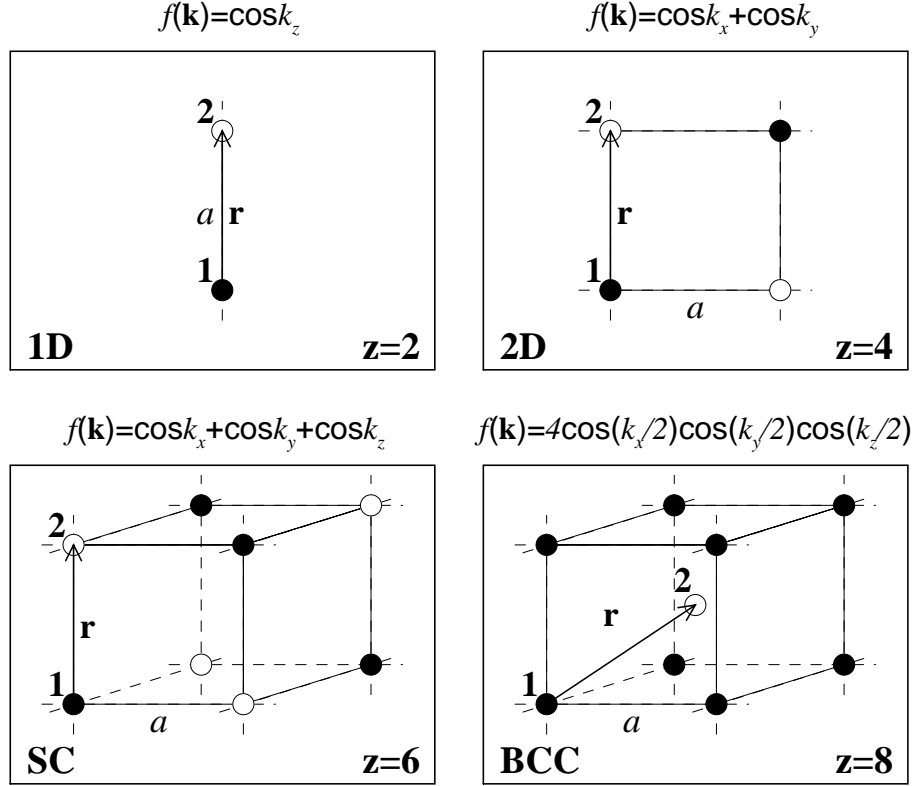 f(k)=cosk_z
2
a r
1
1D z=2
f(k)=cosk_x+cosk_y
2
r
1
a
2D z=4
f(k)=cosk_x+cosk_y+cosk_z
2
r
1
a
SC z=6
f(k)=4cos(k_x/2)cos(k_y/2)cos(k_z/2)
2
r
1
a
BCC z=8